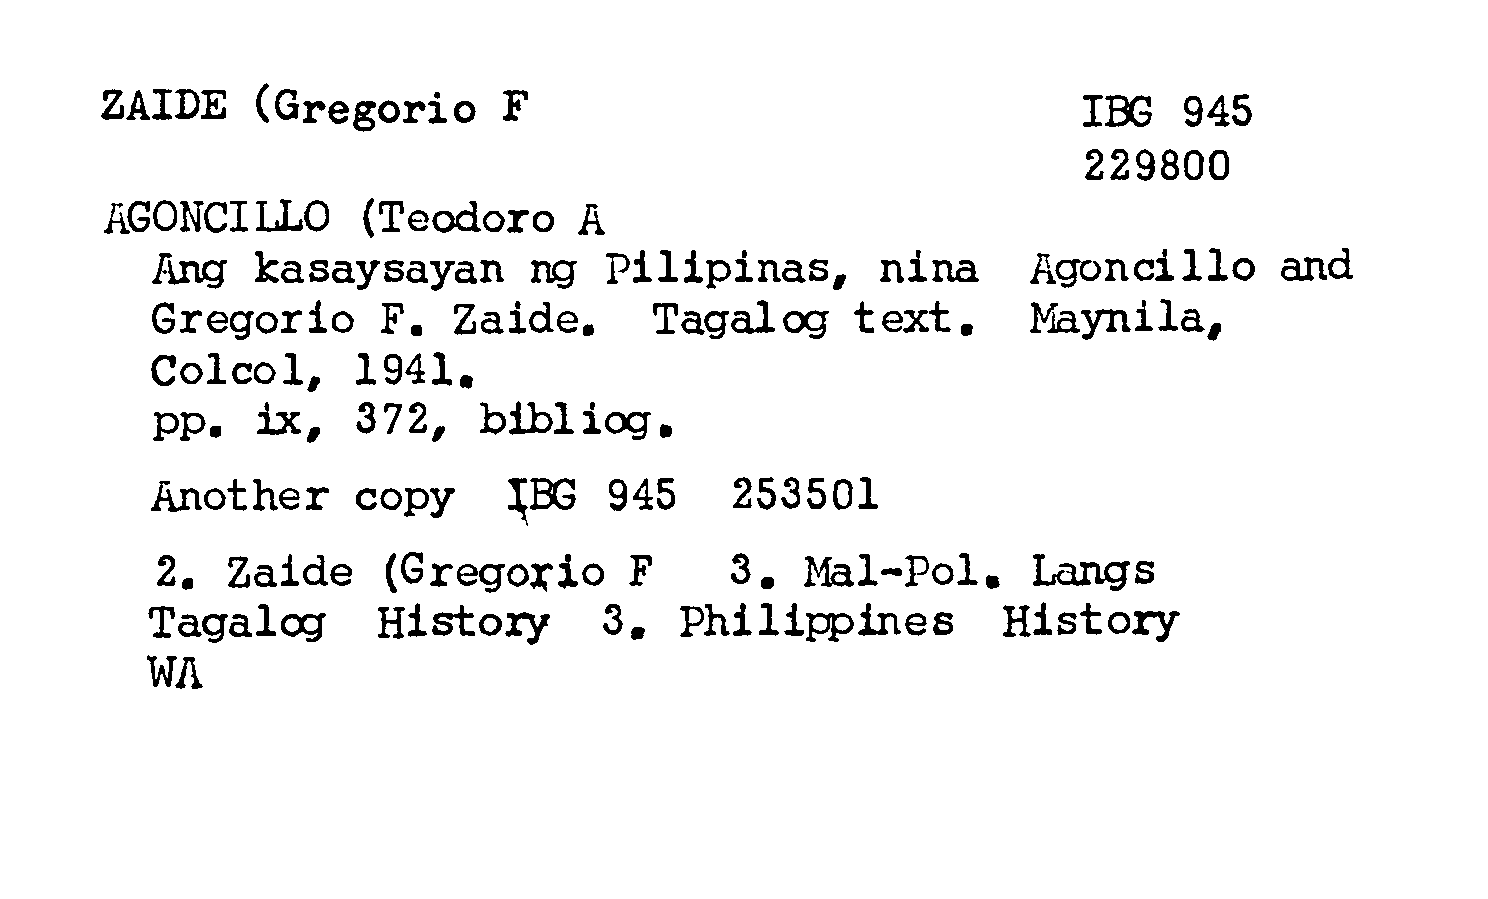 ZAIDE (Gregorio F
IBG 945
229800
AGONCILLO (Teodoro A
Ang kasaysayan ng Pilipinas, nina Agoncillo and
Gregorio F. Zaide. Tagalog text. Maynila,
Colcol, 1941.
pp. ix, 372, bibliog.
Another copy IBG 945 253501
2. Zaide (Gregorio F 3. Mal-Pol. Langs
Tagalog History 3. Philippines History
WA